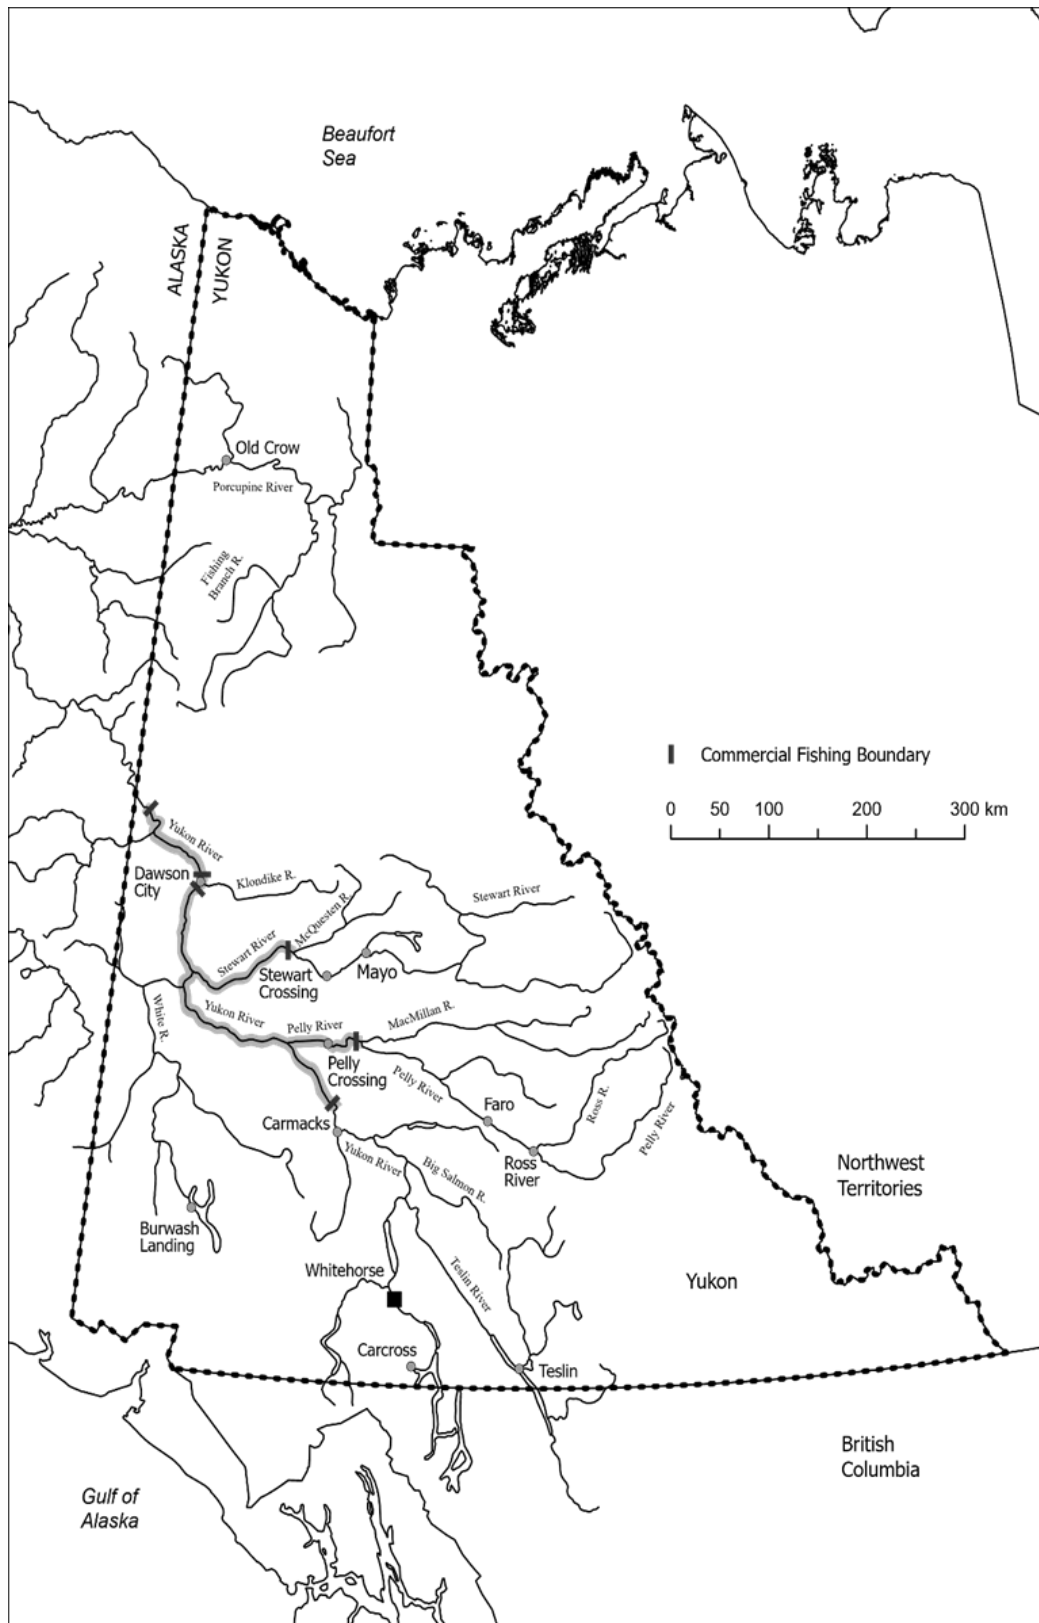 Beaufort
Sea
ALASKA
YUKON
Old Crow
Porcupine River
Fishing
Branch R.
Commercial Fishing Boundary
0 50 100 200 300 km
Yukon River
Dawson
City
Klondike R.
Stewart River
McQuesten R.
Stewart River
Stewart
Crossing
Mayo
White R.
Yukon River
Pelly River
MacMillan R.
Pelly
Crossing
Pelly River
Ross R.
Pelly River
Faro
Carmacks
Yukon River
Ross
River
Big Salmon R.
Northwest
Territories
Burwash
Landing
Whitehorse
Teslin River
Yukon
Carcross
Teslin
British
Columbia
Gulf of
Alaska